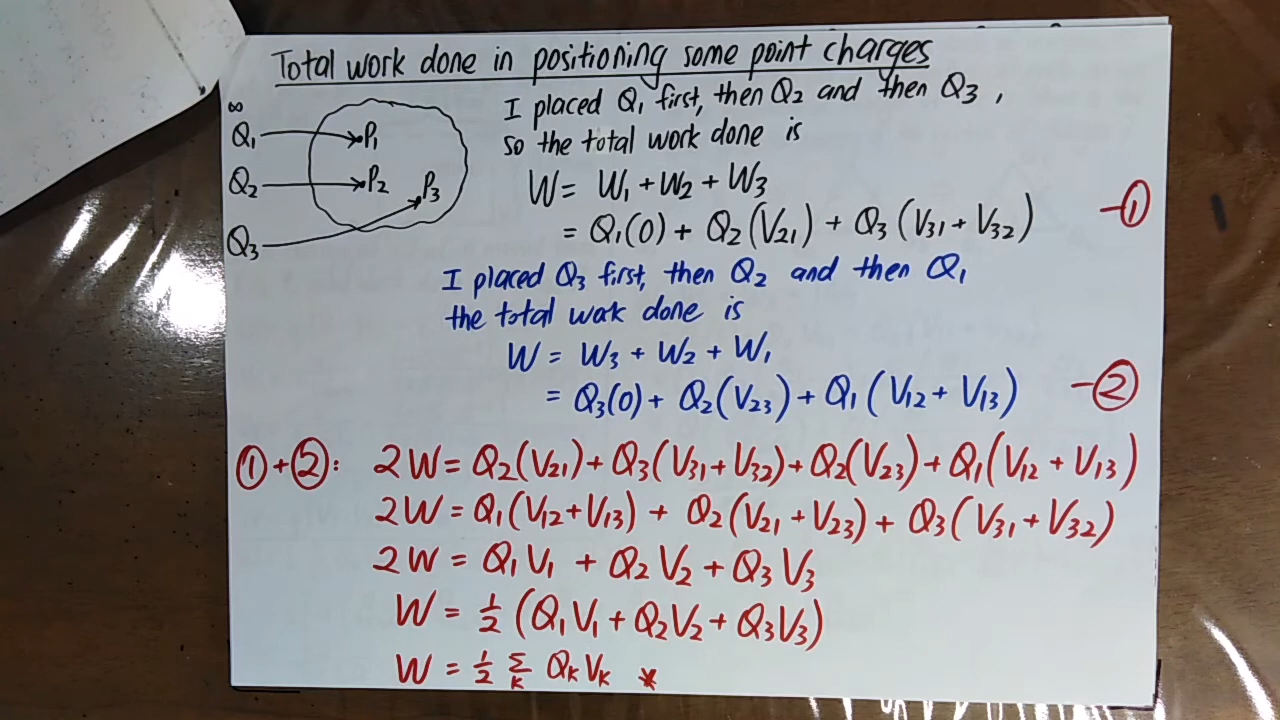 Total work done in positioning some point charges
∞
Q₁ P₁
Q₂ P₂ P₃
Q₃
I placed Q₁ first, then Q₂ and then Q₃,
so the total work done is
W = W₁ + W₂ + W₃
= Q₁(0) + Q₂(V₂₁) + Q₃(V₃₁ + V₃₂) -①
I placed Q₃ first, then Q₂ and then Q₁
the total work done is
W = W₃ + W₂ + W₁
= Q₃(0) + Q₂(V₂₃) + Q₁(V₁₂ + V₁₃) -②
①+②: 2W = Q₂(V₂₁) + Q₃(V₃₁ + V₃₂) + Q₂(V₂₃) + Q₁(V₁₂ + V₁₃)
2W = Q₁(V₁₂ + V₁₃) + Q₂(V₂₁ + V₂₃) + Q₃(V₃₁ + V₃₂)
2W = Q₁V₁ + Q₂V₂ + Q₃V₃
W = ½ (Q₁V₁ + Q₂V₂ + Q₃V₃)
W = ½ Σₖ QₖVₖ *